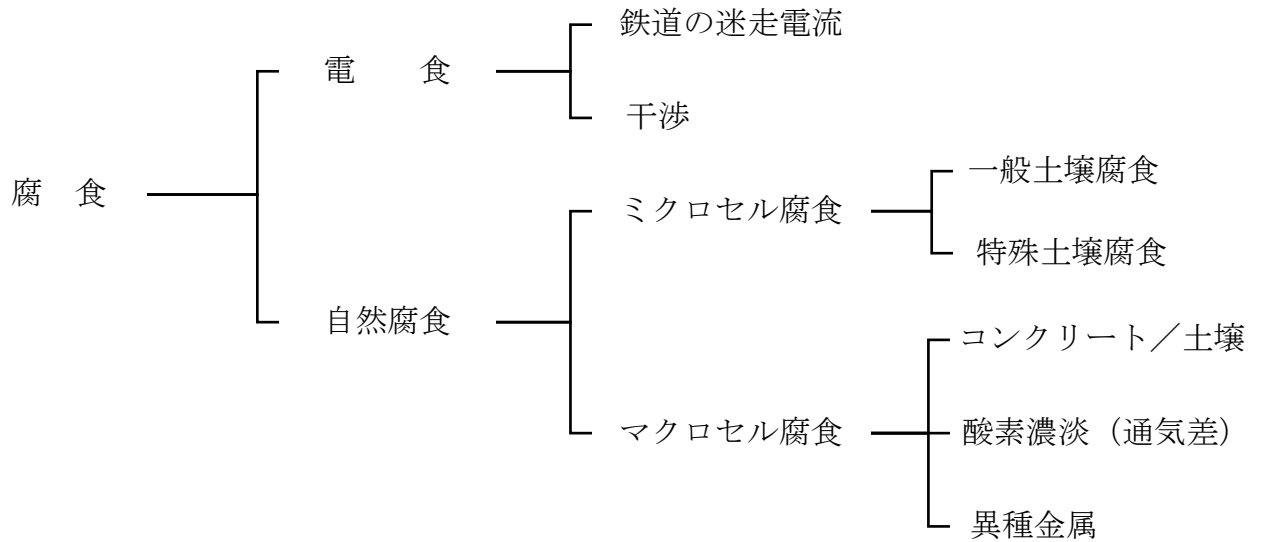 鉄道の迷走電流
電　　食
干渉
一般土壌腐食
腐　食
ミクロセル腐食
特殊土壌腐食
自然腐食
コンクリート／土壌
マクロセル腐食
酸素濃淡（通気差）
異種金属